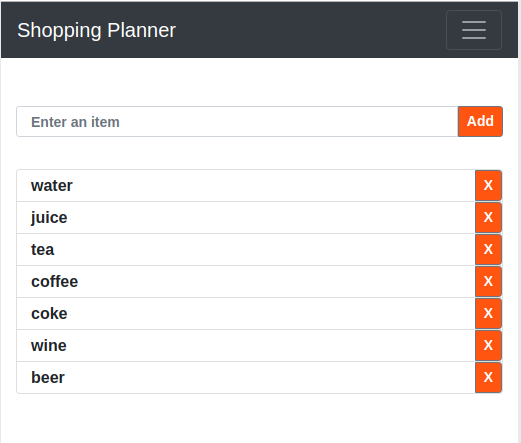 Shopping Planner
Enter an item Add
water X
juice X
tea X
coffee X
coke X
wine X
beer X